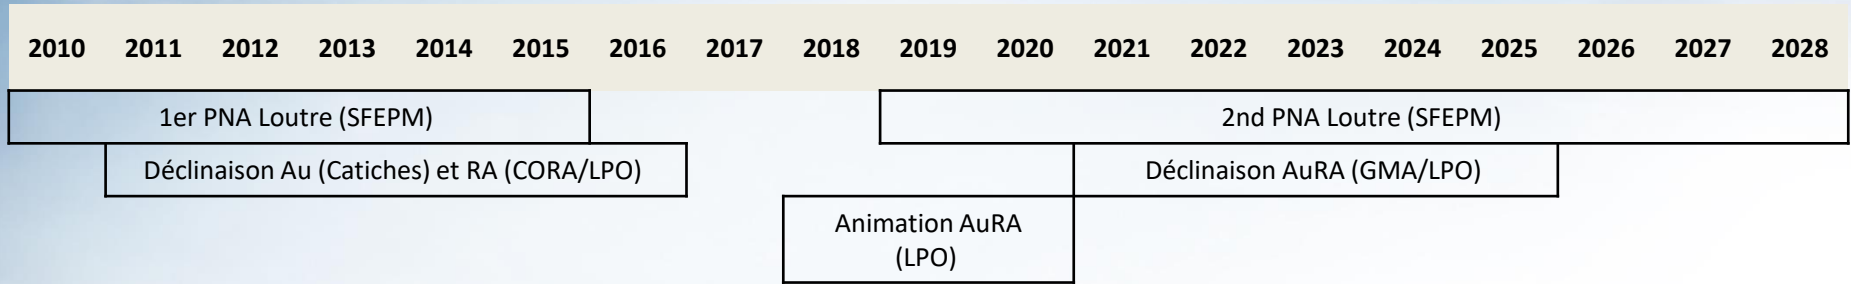 2010 2011 2012 2013 2014 2015 2016 2017 2018 2019 2020 2021 2022 2023 2024 2025 2026 2027 2028
1er PNA Loutre (SFEPM) 2nd PNA Loutre (SFEPM)
Déclinaison Au (Catiches) et RA (CORA/LPO) Déclinaison AuRA (GMA/LPO)
Animation AuRA
(LPO)